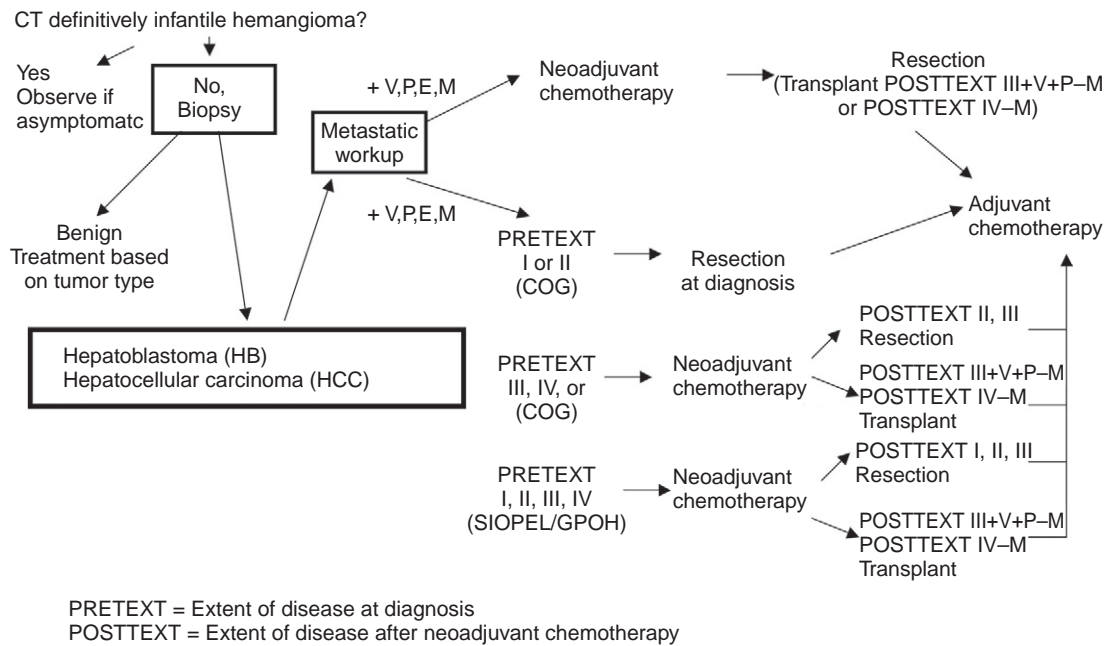 CT definitively infantile hemangioma?
Yes
Observe if
asymptomatc
No,
Biopsy
Benign
Treatment based
on tumor type
Hepatoblastoma (HB)
Hepatocellular carcinoma (HCC)
Metastatic
workup
+ V,P,E,M
Neoadjuvant
chemotherapy
Resection
(Transplant POSTTEXT III+V+P–M
or POSTTEXT IV–M)
Adjuvant
chemotherapy
+ V,P,E,M
PRETEXT
I or II
(COG)
Resection
at diagnosis
PRETEXT
III, IV, or
(COG)
Neoadjuvant
chemotherapy
POSTTEXT II, III
Resection
POSTTEXT III+V+P–M
POSTTEXT IV–M
Transplant
PRETEXT
I, II, III, IV
(SIOPEL/GPOH)
Neoadjuvant
chemotherapy
POSTTEXT I, II, III
Resection
POSTTEXT III+V+P–M
POSTTEXT IV–M
Transplant
PRETEXT = Extent of disease at diagnosis
POSTTEXT = Extent of disease after neoadjuvant chemotherapy